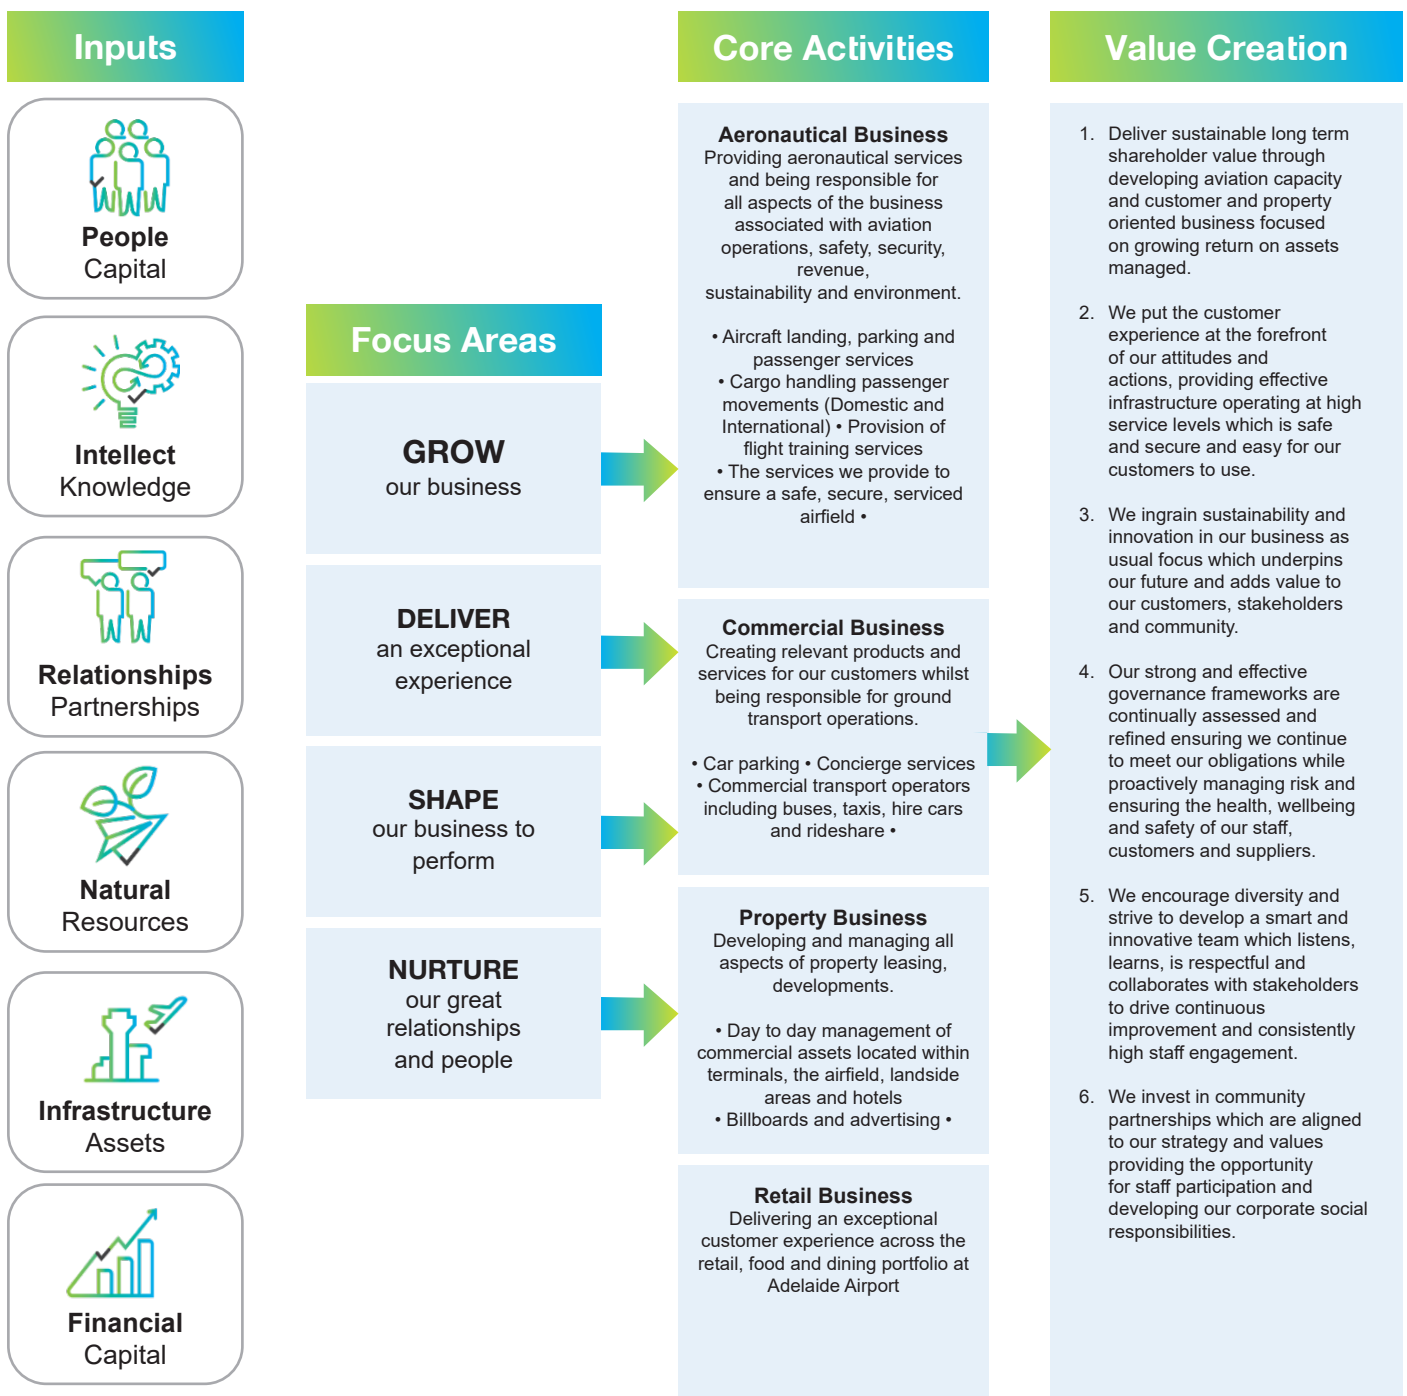 Inputs
People
Capital
Intellect
Knowledge
Relationships
Partnerships
Natural
Resources
Infrastructure
Assets
Financial
Capital
Focus Areas
GROW
our business
DELIVER
an exceptional
experience
SHAPE
our business to
perform
NURTURE
our great
relationships
and people
Core Activities
Aeronautical Business
Providing aeronautical services
and being responsible for
all aspects of the business
associated with aviation
operations, safety, security,
revenue,
sustainability and environment.
• Aircraft landing, parking and
passenger services
• Cargo handling passenger
movements (Domestic and
International) • Provision of
flight training services
• The services we provide to
ensure a safe, secure, serviced
airfield •
Commercial Business
Creating relevant products and
services for our customers whilst
being responsible for ground
transport operations.
• Car parking • Concierge services
• Commercial transport operators
including buses, taxis, hire cars
and rideshare •
Property Business
Developing and managing all
aspects of property leasing,
developments.
• Day to day management of
commercial assets located within
terminals, the airfield, landside
areas and hotels
• Billboards and advertising •
Retail Business
Delivering an exceptional
customer experience across the
retail, food and dining portfolio at
Adelaide Airport
Value Creation
1. Deliver sustainable long term
shareholder value through
developing aviation capacity
and customer and property
oriented business focused
on growing return on assets
managed.
2. We put the customer
experience at the forefront
of our attitudes and
actions, providing effective
infrastructure operating at high
service levels which is safe
and secure and easy for our
customers to use.
3. We ingrain sustainability and
innovation in our business as
usual focus which underpins
our future and adds value to
our customers, stakeholders
and community.
4. Our strong and effective
governance frameworks are
continually assessed and
refined ensuring we continue
to meet our obligations while
proactively managing risk and
ensuring the health, wellbeing
and safety of our staff,
customers and suppliers.
5. We encourage diversity and
strive to develop a smart and
innovative team which listens,
learns, is respectful and
collaborates with stakeholders
to drive continuous
improvement and consistently
high staff engagement.
6. We invest in community
partnerships which are aligned
to our strategy and values
providing the opportunity
for staff participation and
developing our corporate social
responsibilities.